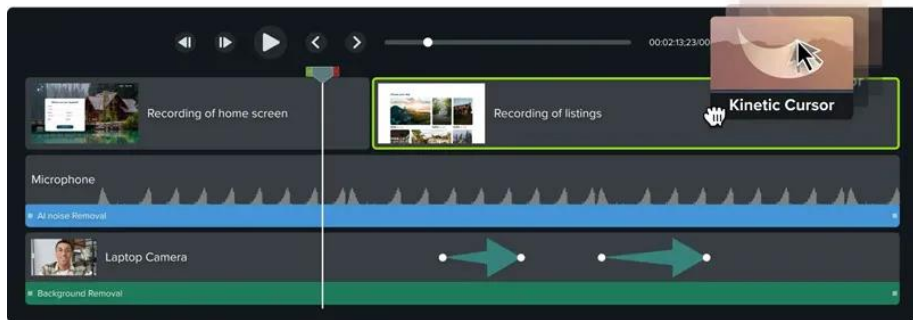 00:02:13;23/00
Recording of home screen
Recording of listings
Kinetic Cursor
Microphone
AI noise Removal
Laptop Camera
Background Removal